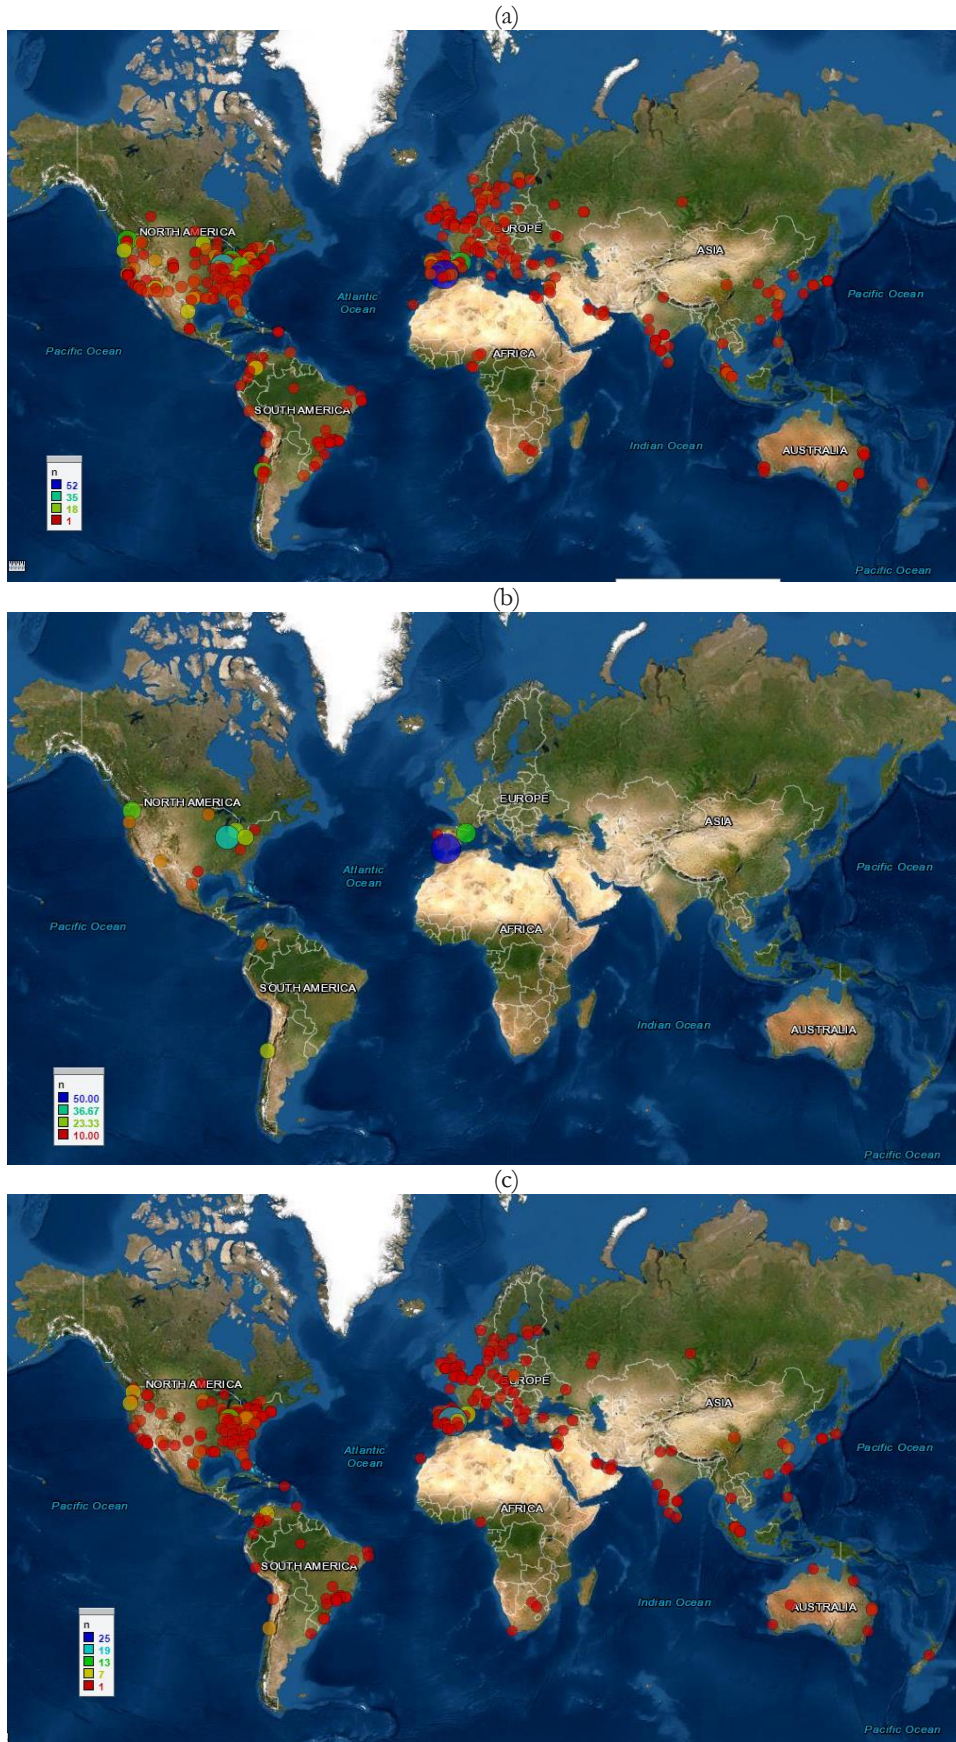 (a)
NORTH AMERICA
EUROPE
ASIA
Atlantic
Ocean
Pacific Ocean
Pacific Ocean
AFRICA
SOUTH AMERICA
Indian Ocean
AUSTRALIA
n
52
35
18
1
Pacific Ocean
(b)
NORTH AMERICA
EUROPE
ASIA
Atlantic
Ocean
Pacific Ocean
Pacific Ocean
AFRICA
SOUTH AMERICA
Indian Ocean
AUSTRALIA
n
50.00
36.67
23.33
10.00
Pacific Ocean
(c)
NORTH AMERICA
EUROPE
ASIA
Atlantic
Ocean
Pacific Ocean
Pacific Ocean
AFRICA
SOUTH AMERICA
Indian Ocean
AUSTRALIA
n
25
19
13
7
1
Pacific Ocean